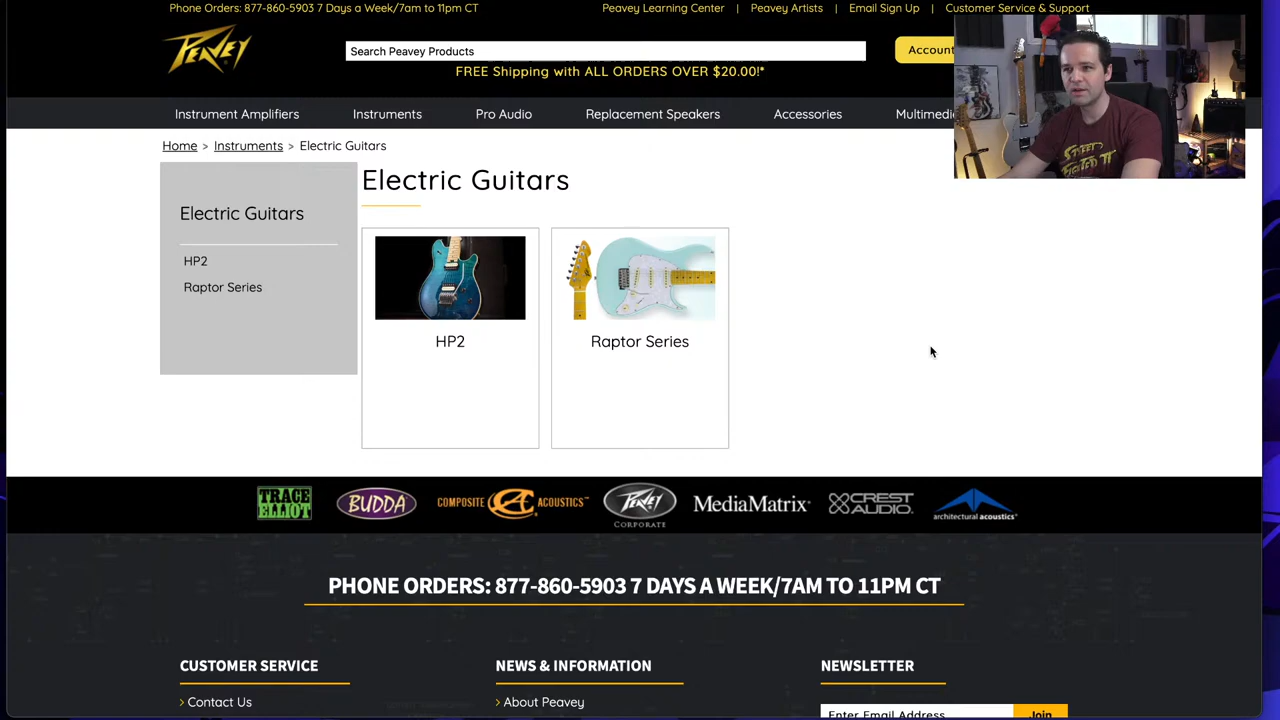 Phone Orders: 877-860-5903 7 Days a Week/7am to 11pm CT
Peavey Learning Center | Peavey Artists | Email Sign Up | Customer Service & Support
PEAVEY
Search Peavey Products
Account
FREE Shipping with ALL ORDERS OVER $20.00!*
Instrument Amplifiers Instruments Pro Audio Replacement Speakers Accessories
Home > Instruments > Electric Guitars
Electric Guitars
HP2
Raptor Series
Electric Guitars
HP2
Raptor Series
STREET FIGHTER II
TRACE ELLIOT
BUDDA
COMPOSITE ACOUSTICS
PEAVEY CORPORATE
MediaMatrix
CREST AUDIO
architectural acoustics
PHONE ORDERS: 877-860-5903 7 DAYS A WEEK/7AM TO 11PM CT
CUSTOMER SERVICE
> Contact Us
NEWS & INFORMATION
> About Peavey
NEWSLETTER
Enter Email Address
Join